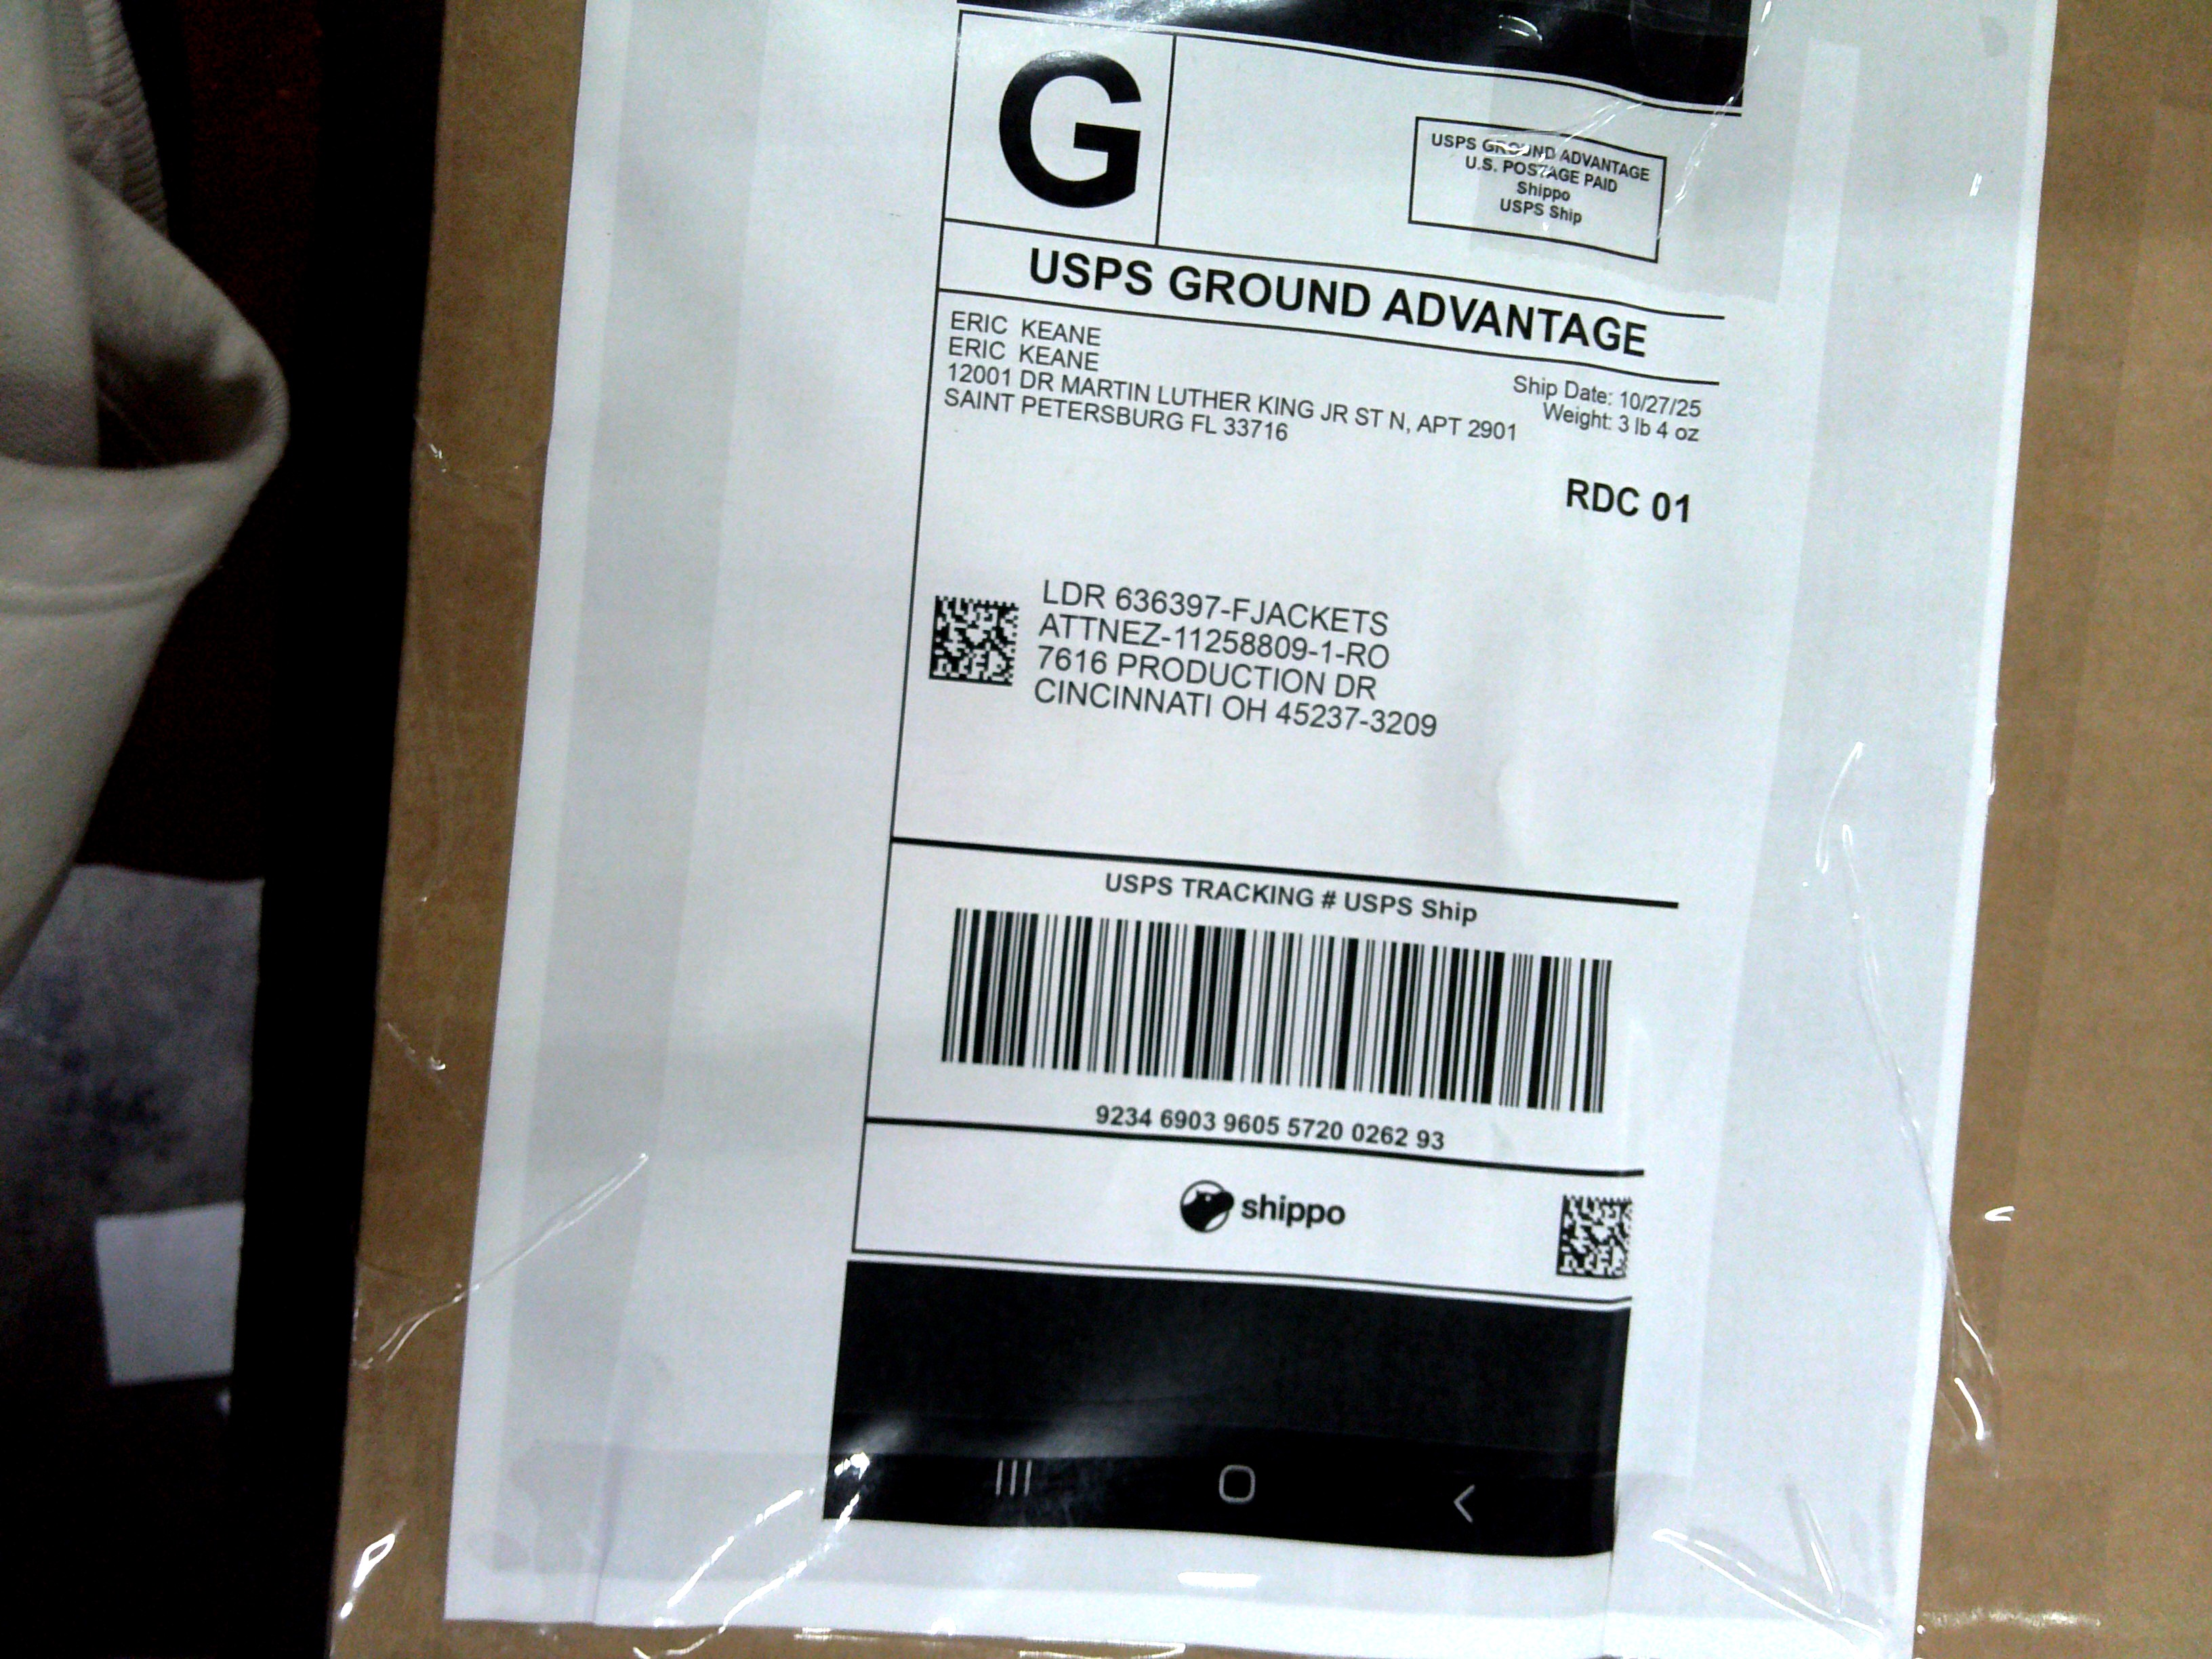 G
USPS GROUND ADVANTAGE
U.S. POSTAGE PAID
Shippo
USPS Ship
USPS GROUND ADVANTAGE
ERIC KEANE
ERIC KEANE
12001 DR MARTIN LUTHER KING JR ST N, APT 2901
SAINT PETERSBURG FL 33716
Ship Date: 10/27/25
Weight: 3 lb 4 oz
RDC 01
LDR 636397-FJACKETS
ATTNEZ-11258809-1-RO
7616 PRODUCTION DR
CINCINNATI OH 45237-3209
USPS TRACKING # USPS Ship
9234 6903 9605 5720 0262 93
shippo